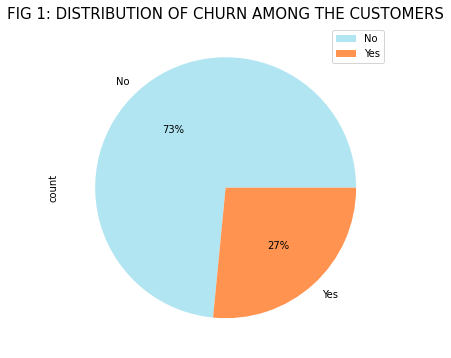 FIG 1: DISTRIBUTION OF CHURN AMONG THE CUSTOMERS
No
Yes
No
73%
count
27%
Yes